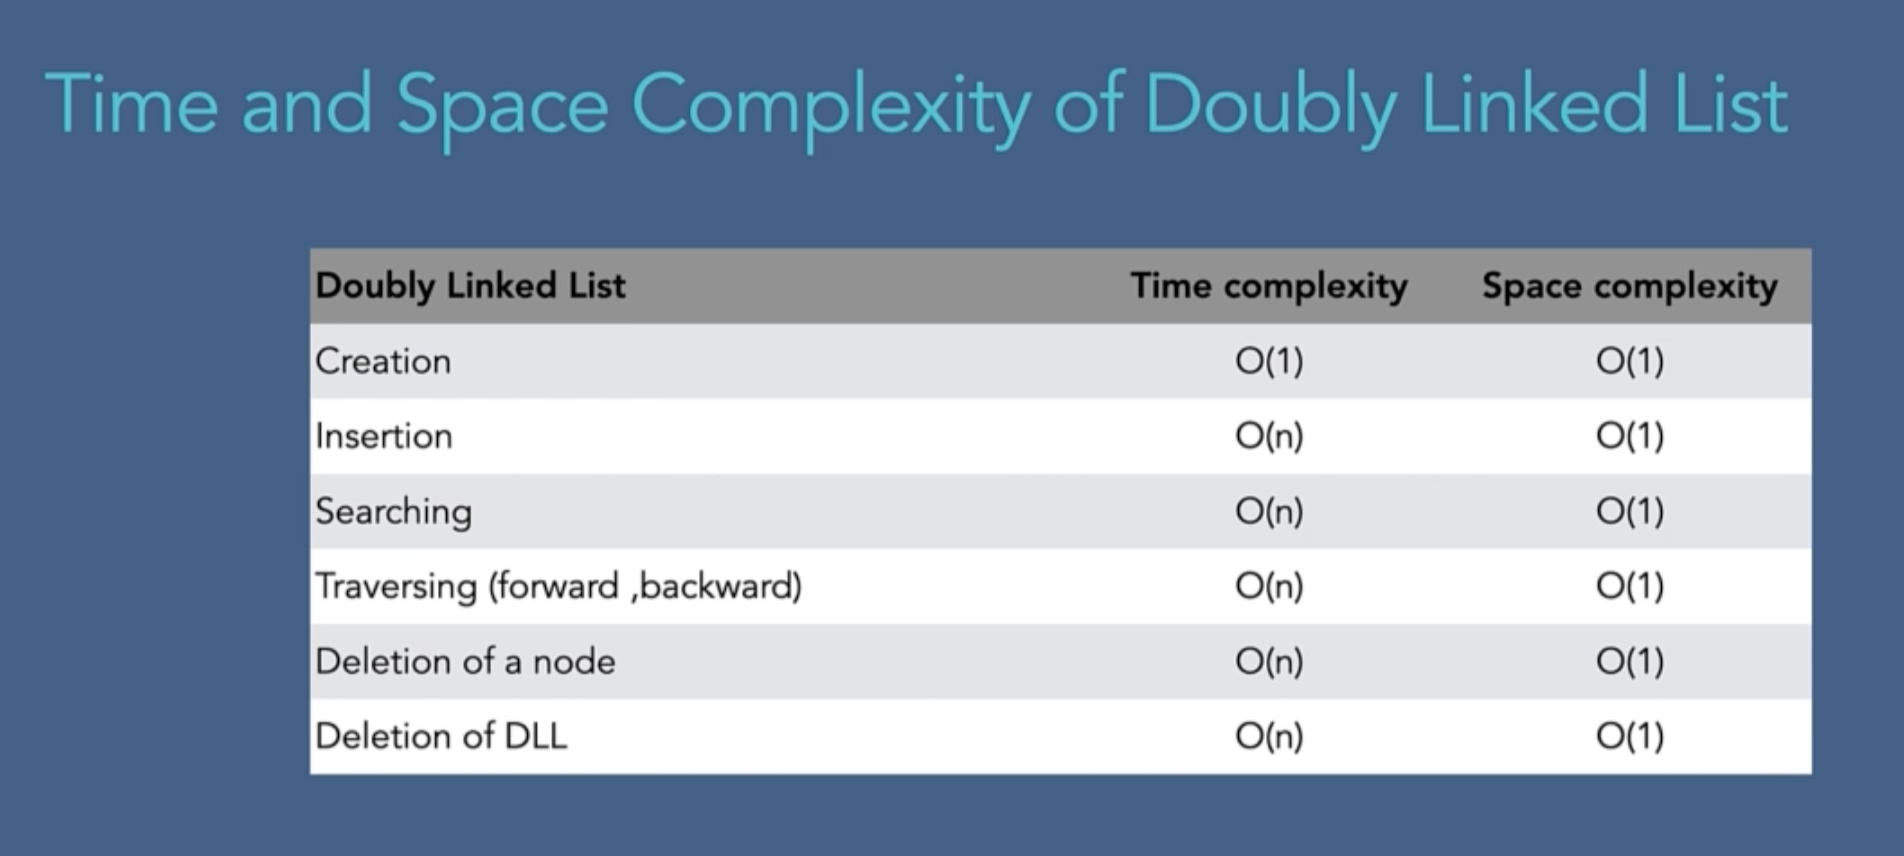 Time and Space Complexity of Doubly Linked List
Doubly Linked List Time complexity Space complexity
Creation O(1) O(1)
Insertion O(n) O(1)
Searching O(n) O(1)
Traversing (forward ,backward) O(n) O(1)
Deletion of a node O(n) O(1)
Deletion of DLL O(n) O(1)